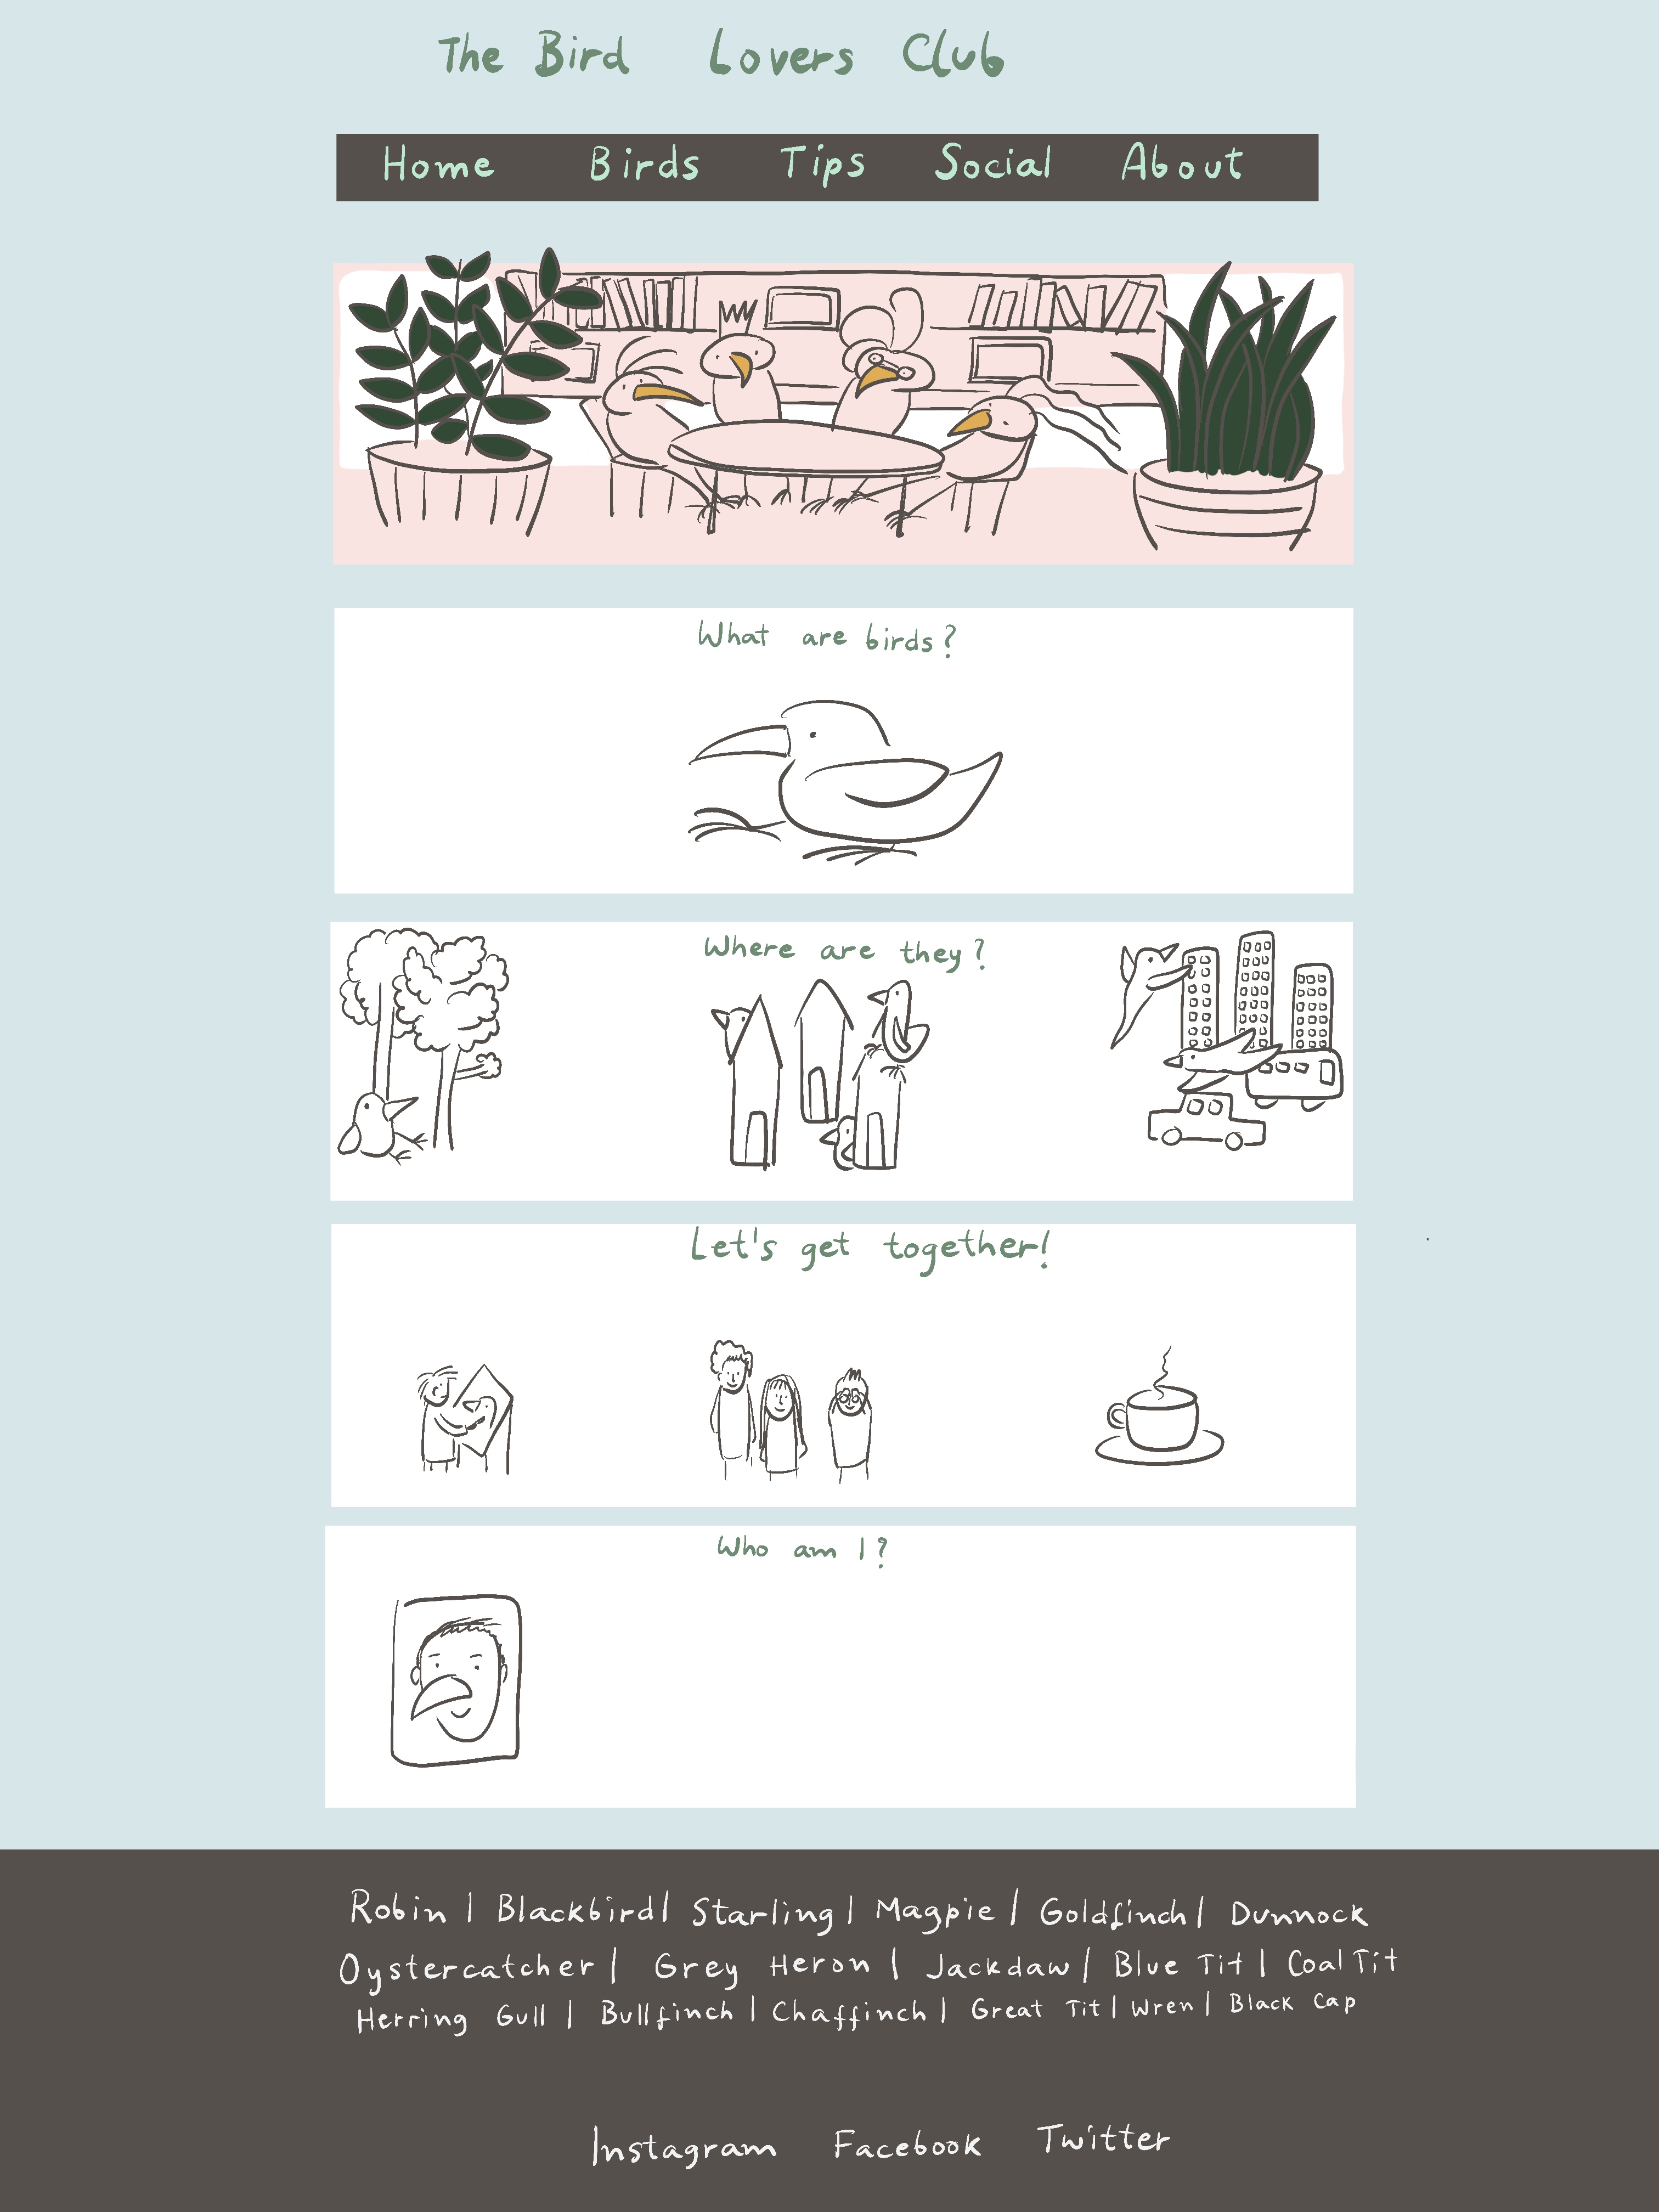 The Bird Lovers Club
Home Birds Tips Social About
What are birds?
Where are they?
Let's get together!
Who am I?
Robin | Blackbird | Starling | Magpie | Goldfinch | Dunnock
Oystercatcher | Grey Heron | Jackdaw | Blue Tit | Coal Tit
Herring Gull | Bullfinch | Chaffinch | Great Tit | Wren | Black Cap
Instagram Facebook Twitter